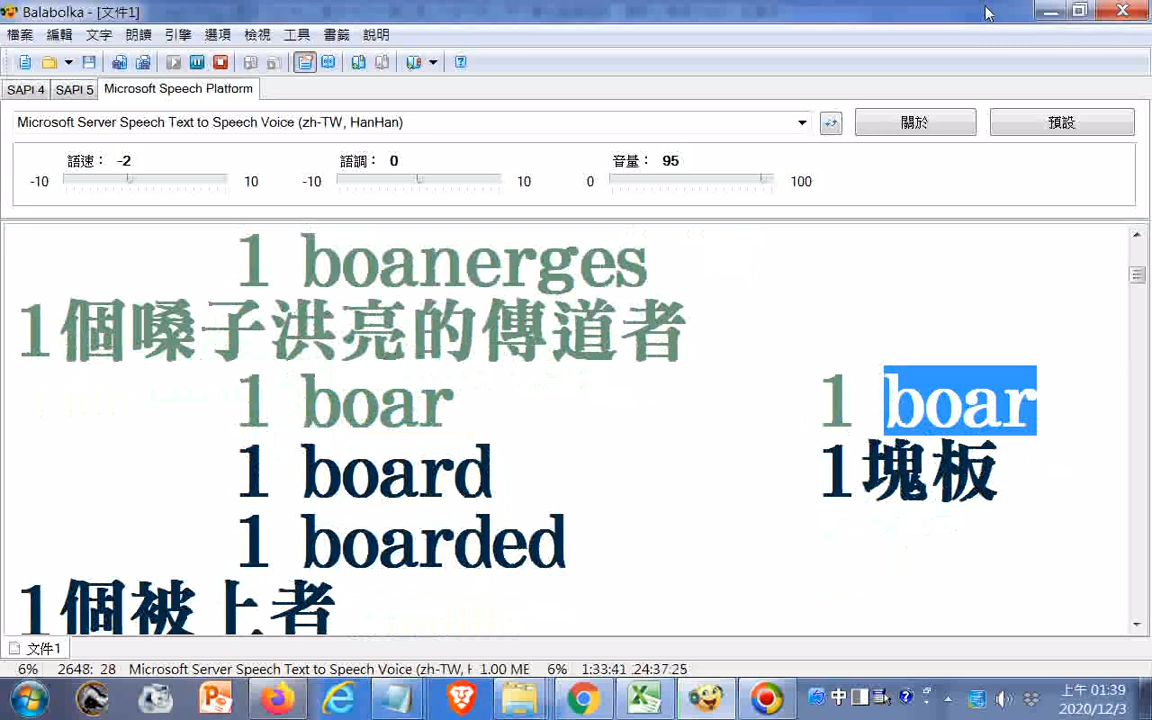 Balabolka - [文件1]
檔案 編輯 文字 朗讀 引擎 選項 檢視 工具 書籤 說明
SAPI 4 SAPI 5 Microsoft Speech Platform
Microsoft Server Speech Text to Speech Voice (zh-TW, HanHan) 關於 預設
語速： -2 語調： 0 音量： 95
-10 10 -10 10 0 100
1 boanerges
1個嗓子洪亮的傳道者
1 boar 1 boar
1 board 1塊板
1 boarded
1個被上者
文件1
6% 2648: 28 Microsoft Server Speech Text to Speech Voice (zh-TW, H 1.00 ME 6% 1:33:41 :24:37:25
中 上午 01:39
2020/12/3